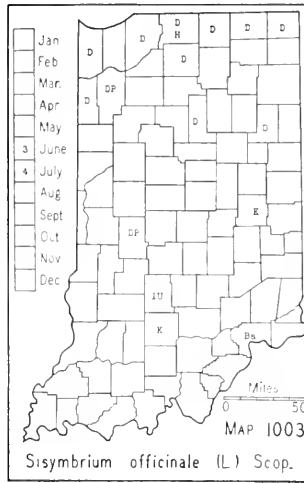 Jan
Feb
Mar.
Apr
May
3 June
4 July
Aug
Sept
Oct
Nov
Dec
D D D D H D D D
D
D DP
D D
E
DP
IU
K
Ba
Miles
0 50
MAP 1003
Sisymbrium officinale (L) Scop.